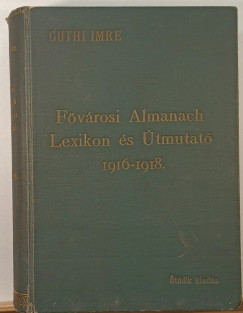 GUTHI IMRE
Fővárosi Almanach
Lexikon és Útmutató
1916-1918.
Ötödik kiadás.